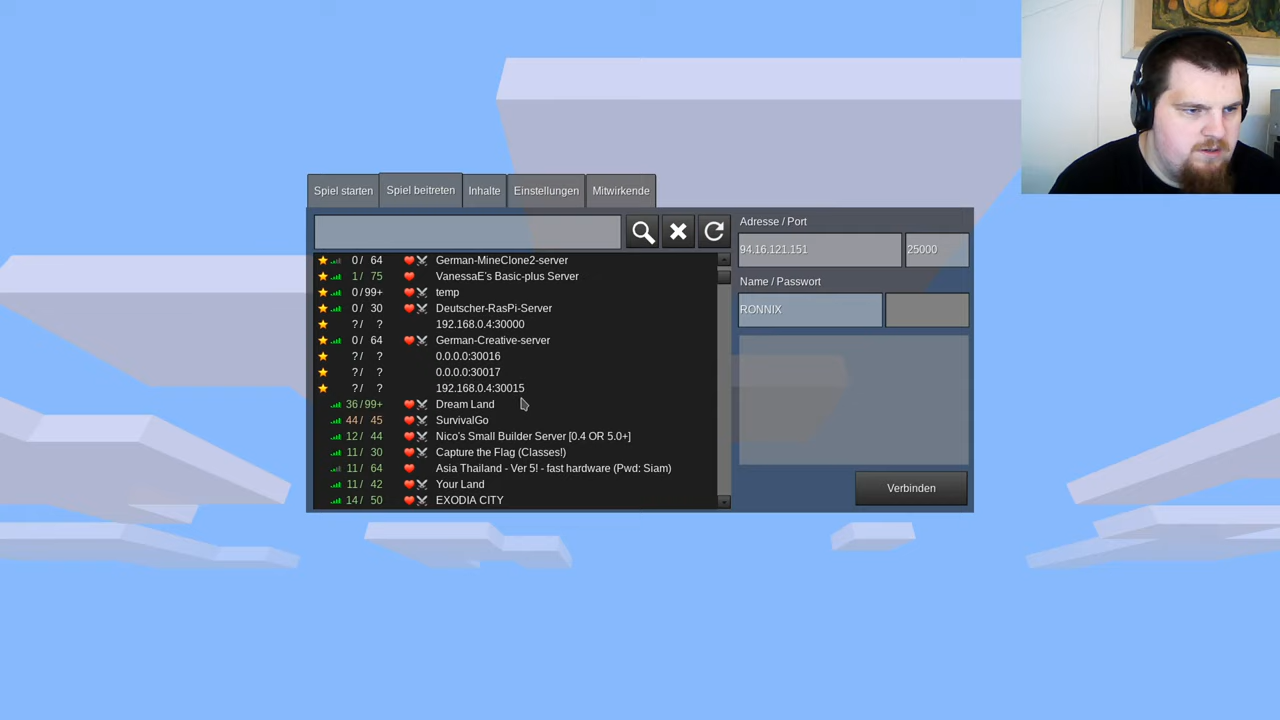 Spiel starten Spiel beitreten Inhalte Einstellungen Mitwirkende
Adresse / Port
94.16.121.151 25000
Name / Passwort
RONNIX
0/ 64 German-MineClone2-server
1/ 75 VanessaE's Basic-plus Server
0/99+ temp
0/ 30 Deutscher-RasPi-Server
?/ ? 192.168.0.4:30000
0/ 64 German-Creative-server
?/ ? 0.0.0.0:30016
?/ ? 0.0.0.0:30017
?/ ? 192.168.0.4:30015
36/99+ Dream Land
44/ 45 SurvivalGo
12/ 44 Nico's Small Builder Server [0.4 OR 5.0+]
11/ 30 Capture the Flag (Classes!)
11/ 64 Asia Thailand - Ver 5! - fast hardware (Pwd: Siam)
11/ 42 Your Land
14/ 50 EXODIA CITY
Verbinden